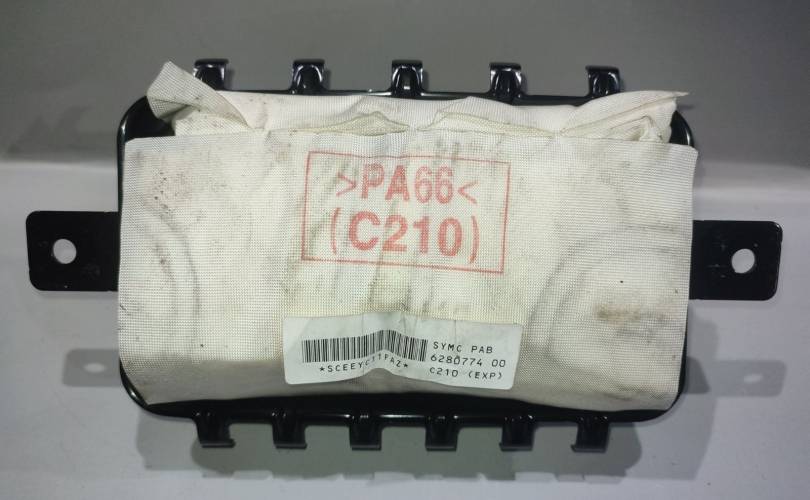 >PA66<
(C210)
SYMC PAB
6280774 00
C210 (EXP)